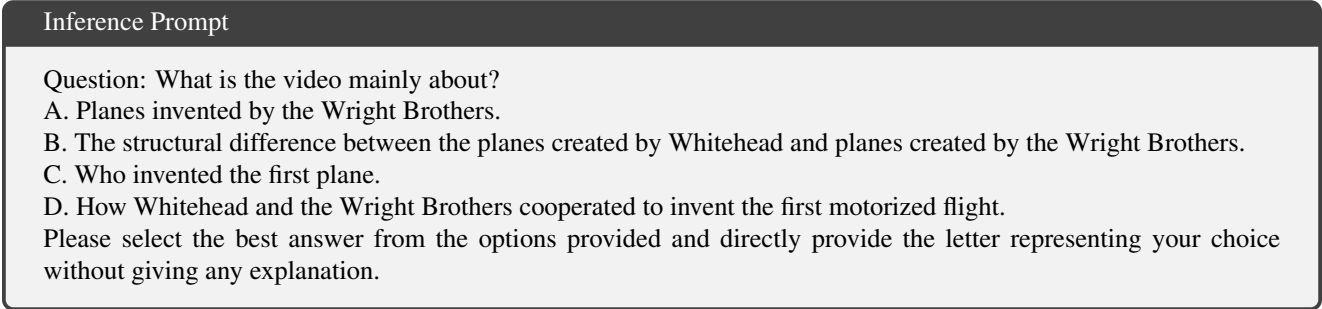 Inference Prompt
Question: What is the video mainly about?
A. Planes invented by the Wright Brothers.
B. The structural difference between the planes created by Whitehead and planes created by the Wright Brothers.
C. Who invented the first plane.
D. How Whitehead and the Wright Brothers cooperated to invent the first motorized flight.
Please select the best answer from the options provided and directly provide the letter representing your choice
without giving any explanation.